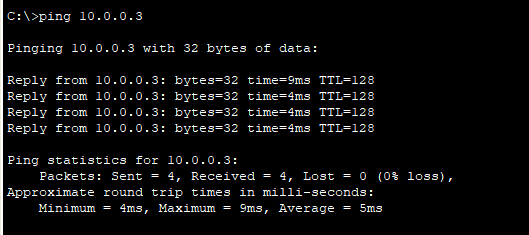 C:\>ping 10.0.0.3
Pinging 10.0.0.3 with 32 bytes of data:
Reply from 10.0.0.3: bytes=32 time=9ms TTL=128
Reply from 10.0.0.3: bytes=32 time=4ms TTL=128
Reply from 10.0.0.3: bytes=32 time=4ms TTL=128
Reply from 10.0.0.3: bytes=32 time=4ms TTL=128
Ping statistics for 10.0.0.3:
    Packets: Sent = 4, Received = 4, Lost = 0 (0% loss),
Approximate round trip times in milli-seconds:
    Minimum = 4ms, Maximum = 9ms, Average = 5ms